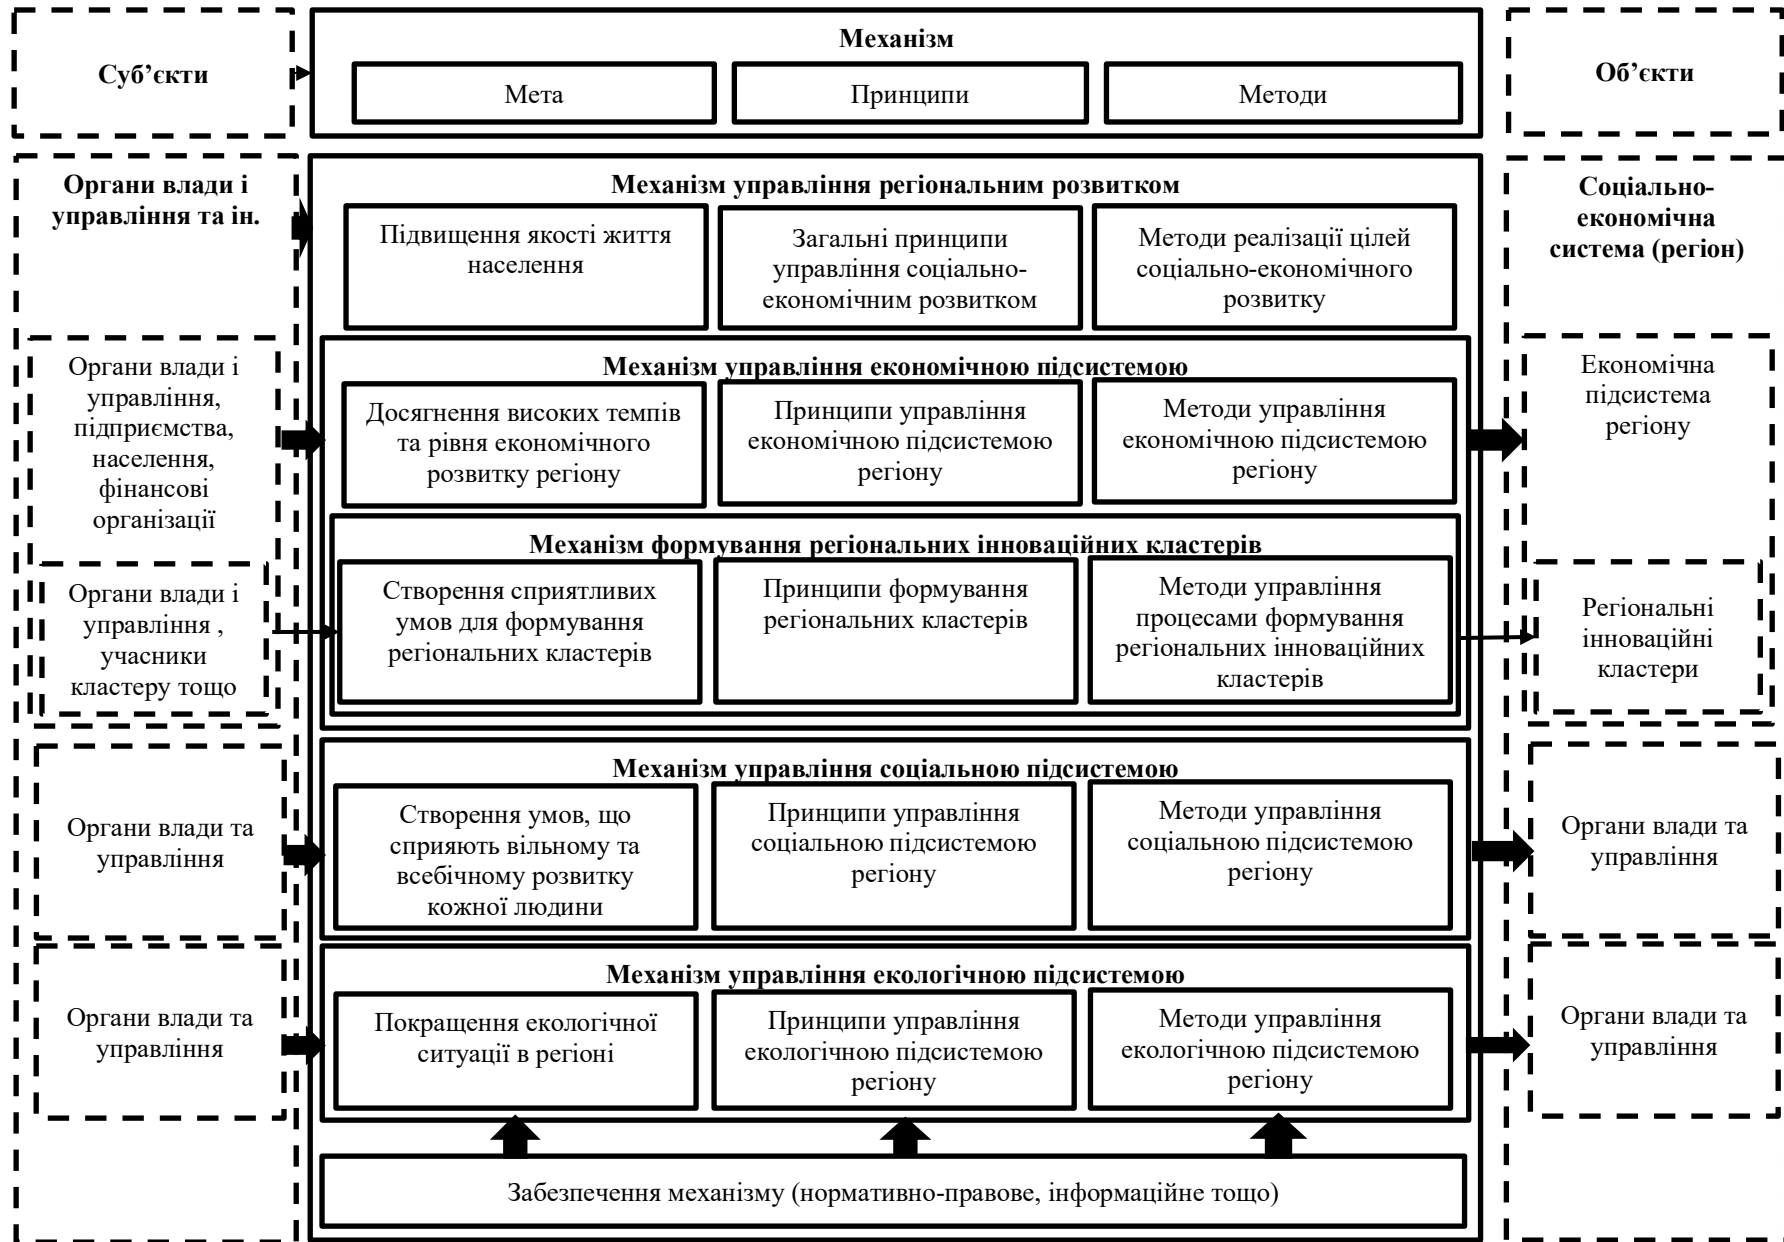 Суб’єкти
Механізм
Мета
Принципи
Методи
Об’єкти
Органи влади і
управління та ін.
Механізм управління регіональним розвитком
Підвищення якості життя
населення
Загальні принципи
управління соціально-
економічним розвитком
Методи реалізації цілей
соціально-економічного
розвитку
Соціально-
економічна
система (регіон)
Органи влади і
управління,
підприємства,
населення,
фінансові
організації
Механізм управління економічною підсистемою
Досягнення високих темпів
та рівня економічного
розвитку регіону
Принципи управління
економічною підсистемою
регіону
Методи управління
економічною підсистемою
регіону
Економічна
підсистема
регіону
Органи влади і
управління ,
учасники
кластеру тощо
Механізм формування регіональних інноваційних кластерів
Створення сприятливих
умов для формування
регіональних кластерів
Принципи формування
регіональних кластерів
Методи управління
процесами формування
регіональних інноваційних
кластерів
Регіональні
інноваційні
кластери
Органи влади та
управління
Механізм управління соціальною підсистемою
Створення умов, що
сприяють вільному та
всебічному розвитку
кожної людини
Принципи управління
соціальною підсистемою
регіону
Методи управління
соціальною підсистемою
регіону
Органи влади та
управління
Органи влади та
управління
Механізм управління екологічною підсистемою
Покращення екологічної
ситуації в регіоні
Принципи управління
екологічною підсистемою
регіону
Методи управління
екологічною підсистемою
регіону
Органи влади та
управління
Забезпечення механізму (нормативно-правове, інформаційне тощо)